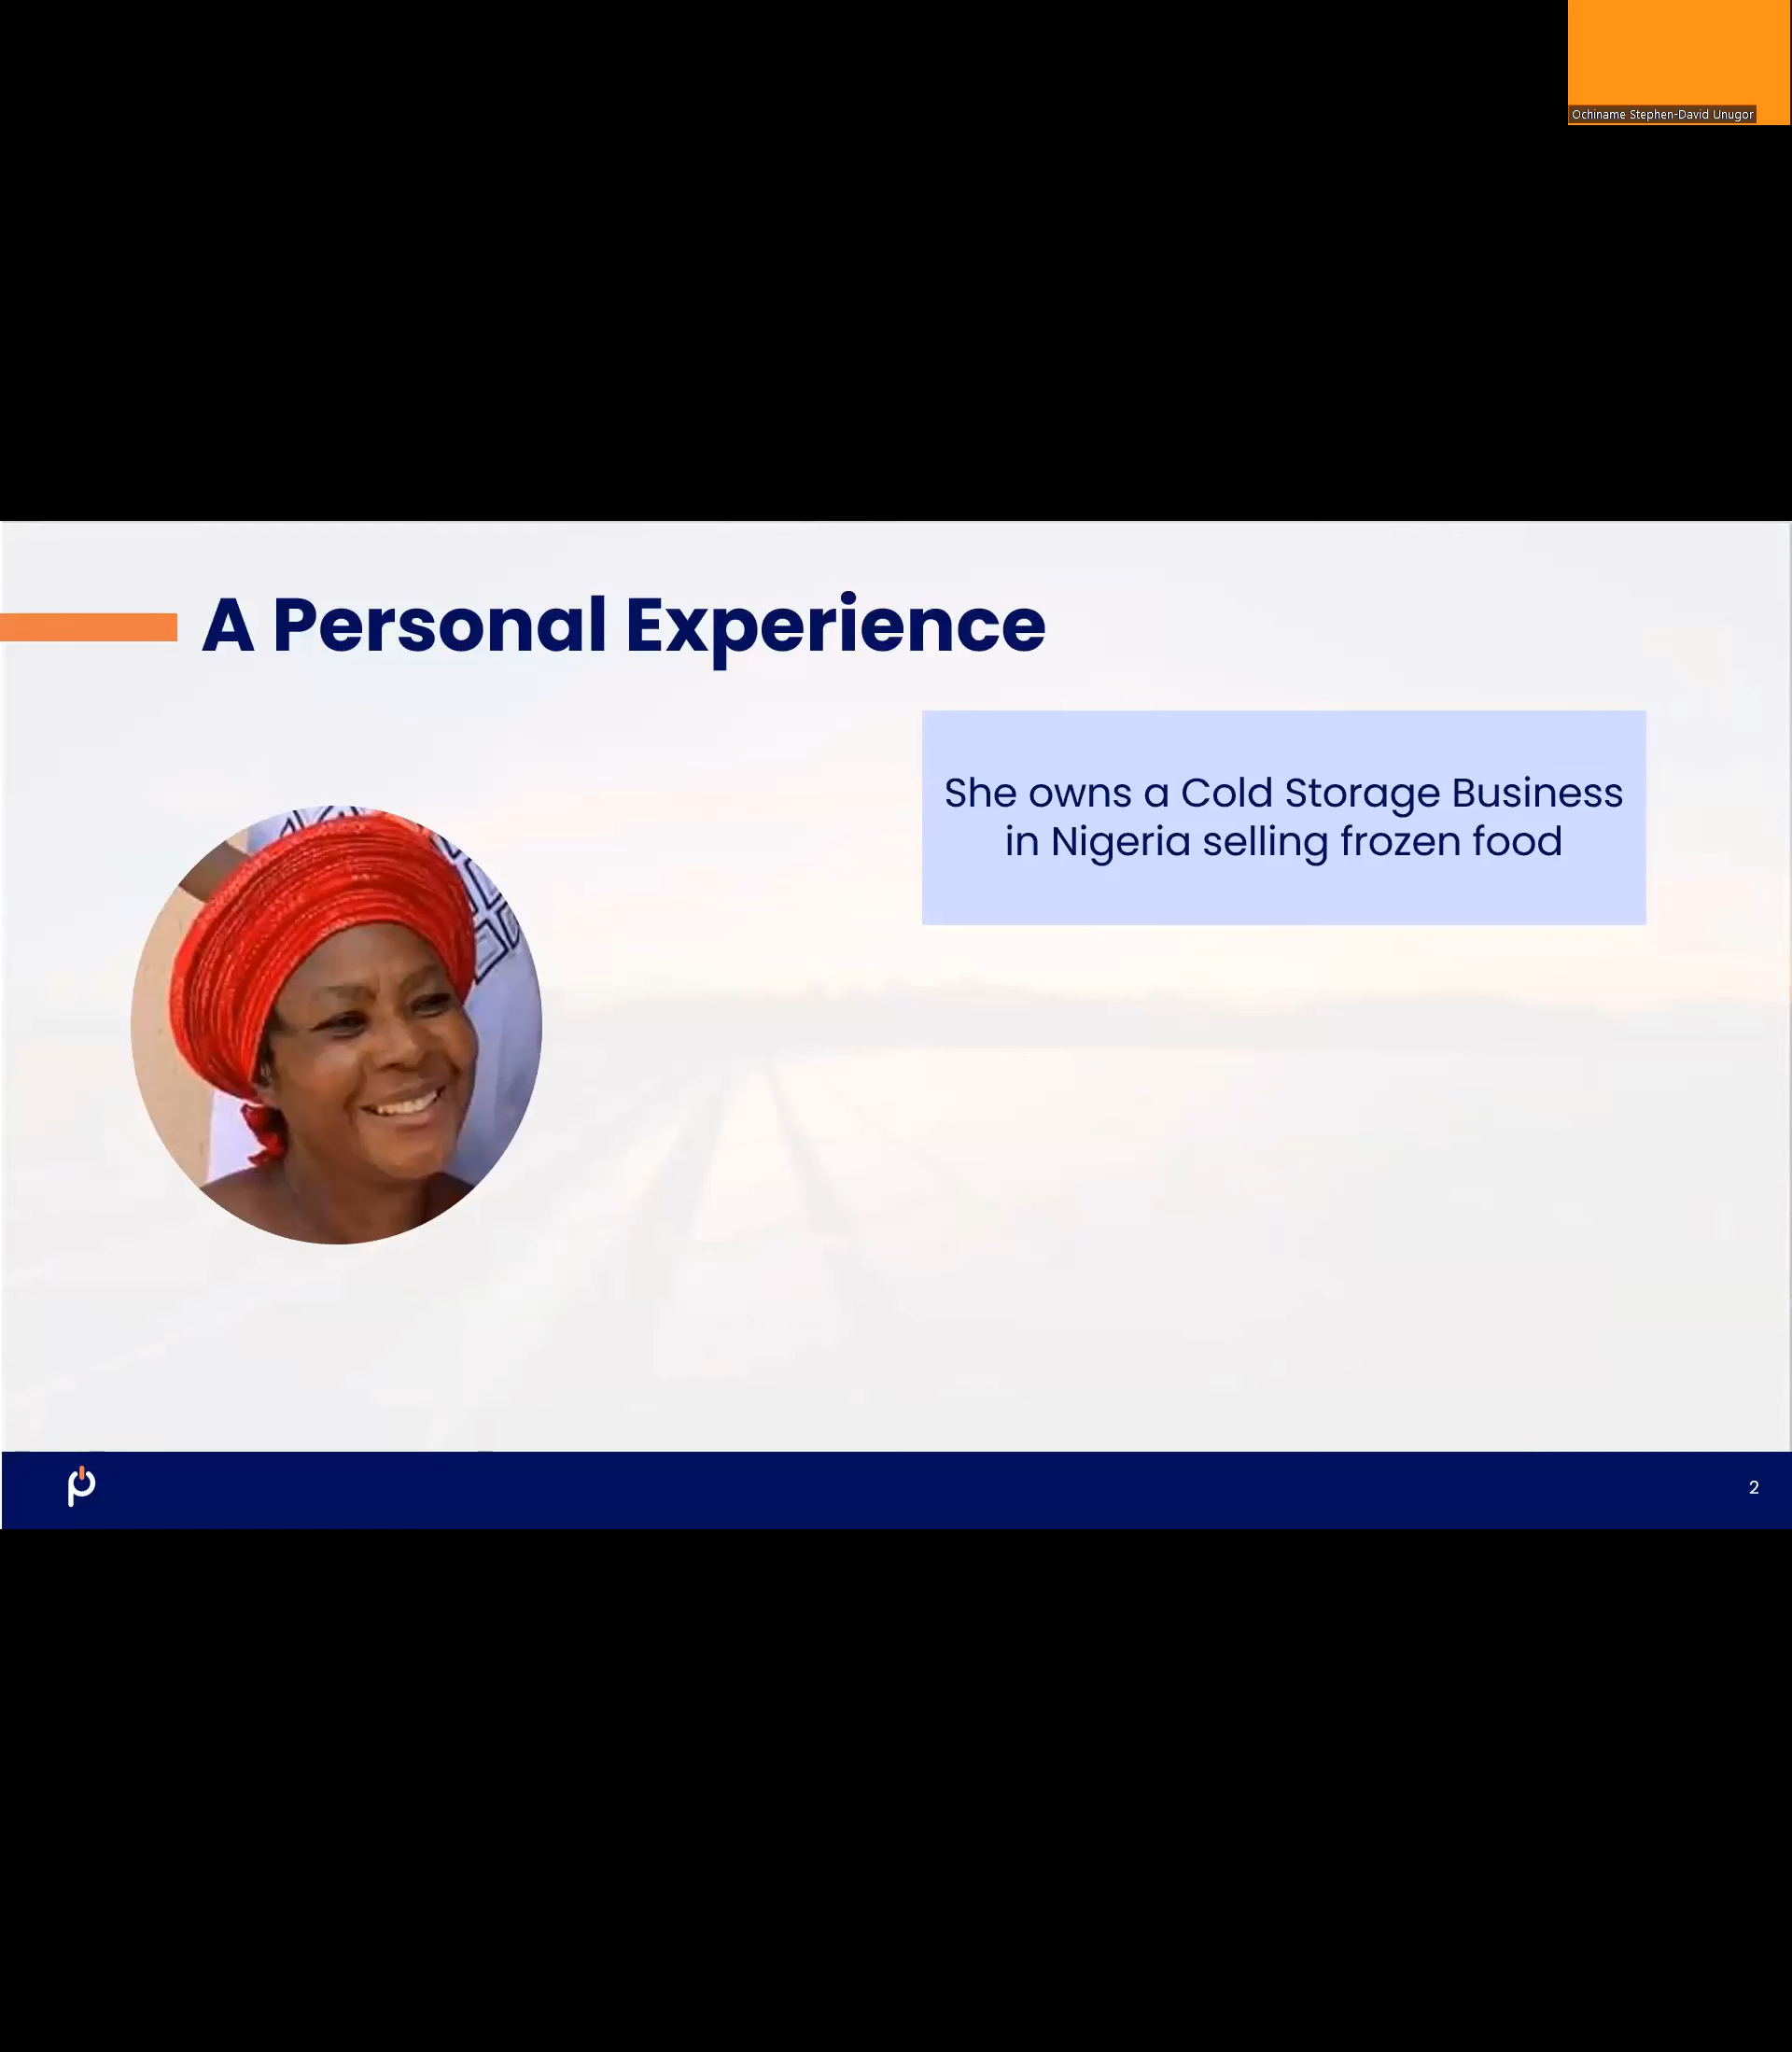 Ochiname Stephen-David Unugor
A Personal Experience
She owns a Cold Storage Business
in Nigeria selling frozen food
2